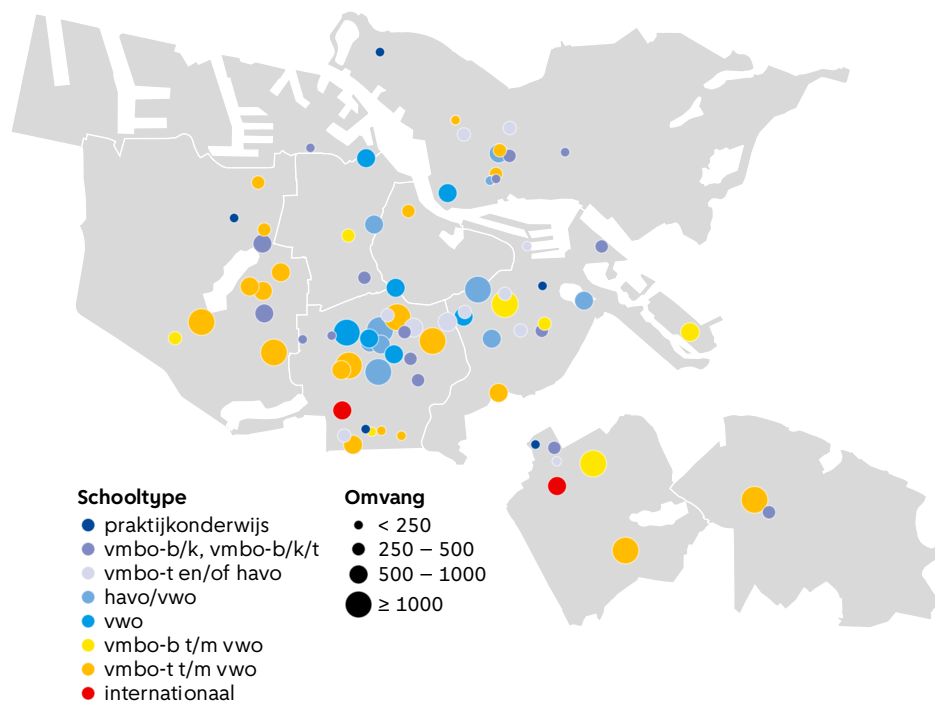 Schooltype
praktijkonderwijs
vmbo-b/k, vmbo-b/k/t
vmbo-t en/of havo
havo/vwo
vwo
vmbo-b t/m vwo
vmbo-t t/m vwo
internationaal
Omvang
< 250
250 – 500
500 – 1000
≥ 1000